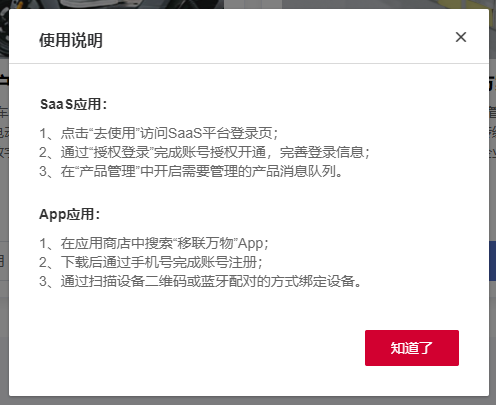 使用说明
SaaS应用：
1、点击“去使用”访问SaaS平台登录页；
2、通过“授权登录”完成账号授权开通，完善登录信息；
3、在“产品管理”中开启需要管理的产品消息队列。
App应用：
1、在应用商店中搜索“移联万物”App；
2、下载后通过手机号完成账号注册；
3、通过扫描设备二维码或蓝牙配对的方式绑定设备。
知道了